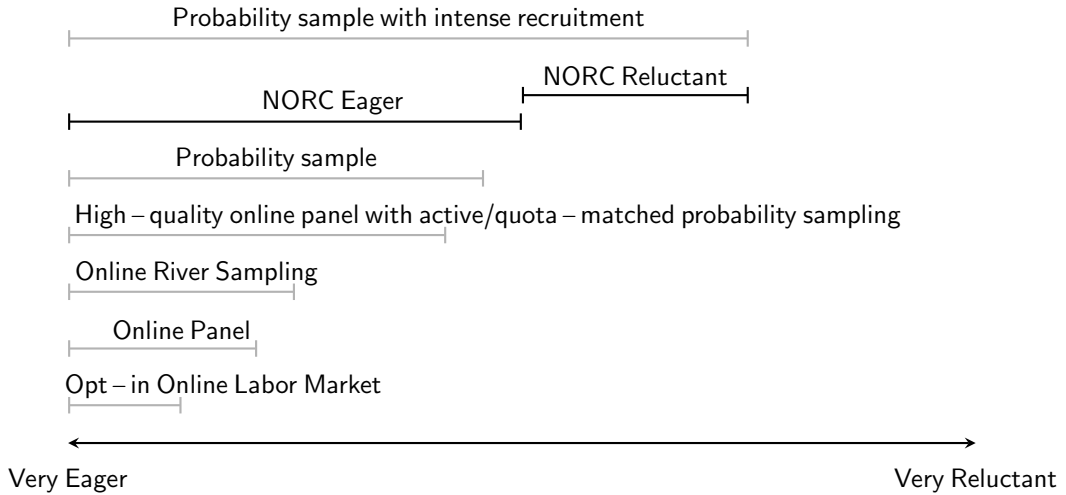 Probability sample with intense recruitment
NORC Reluctant
NORC Eager
Probability sample
High – quality online panel with active/quota – matched probability sampling
Online River Sampling
Online Panel
Opt – in Online Labor Market
Very Eager
Very Reluctant